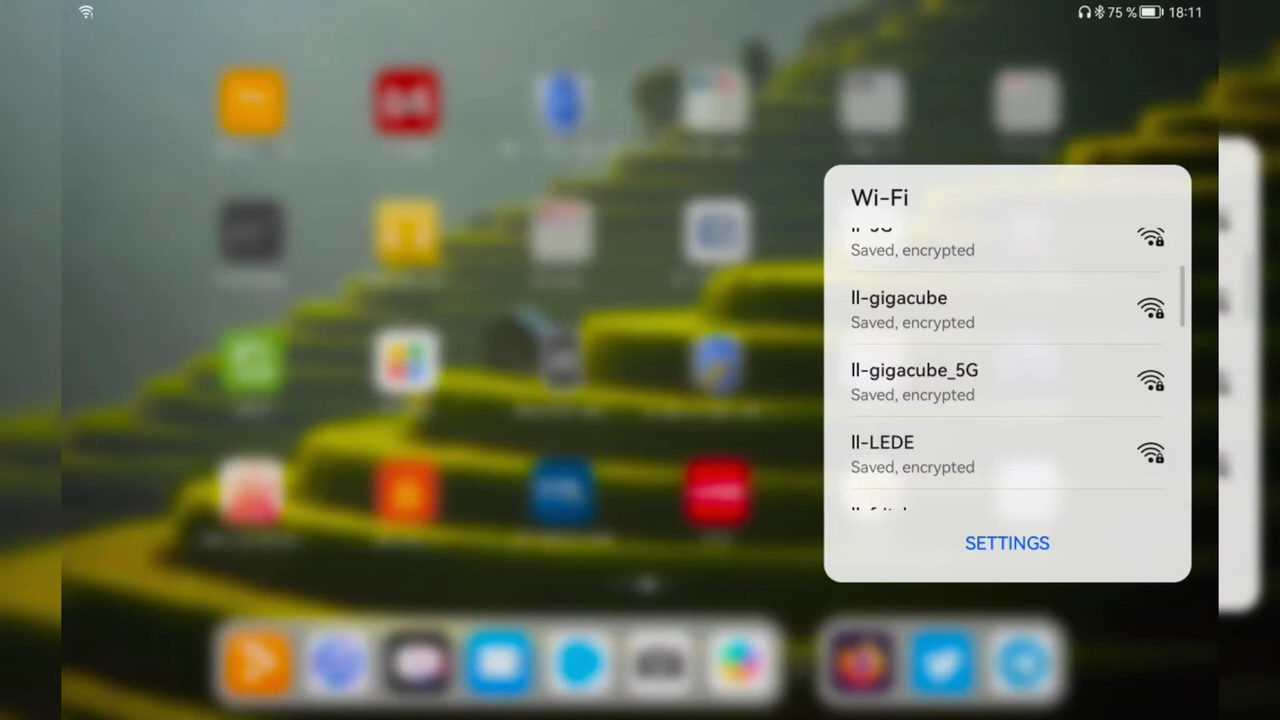 75 % 18:11
Wi-Fi
Saved, encrypted
ll-gigacube
Saved, encrypted
ll-gigacube_5G
Saved, encrypted
ll-LEDE
Saved, encrypted
SETTINGS